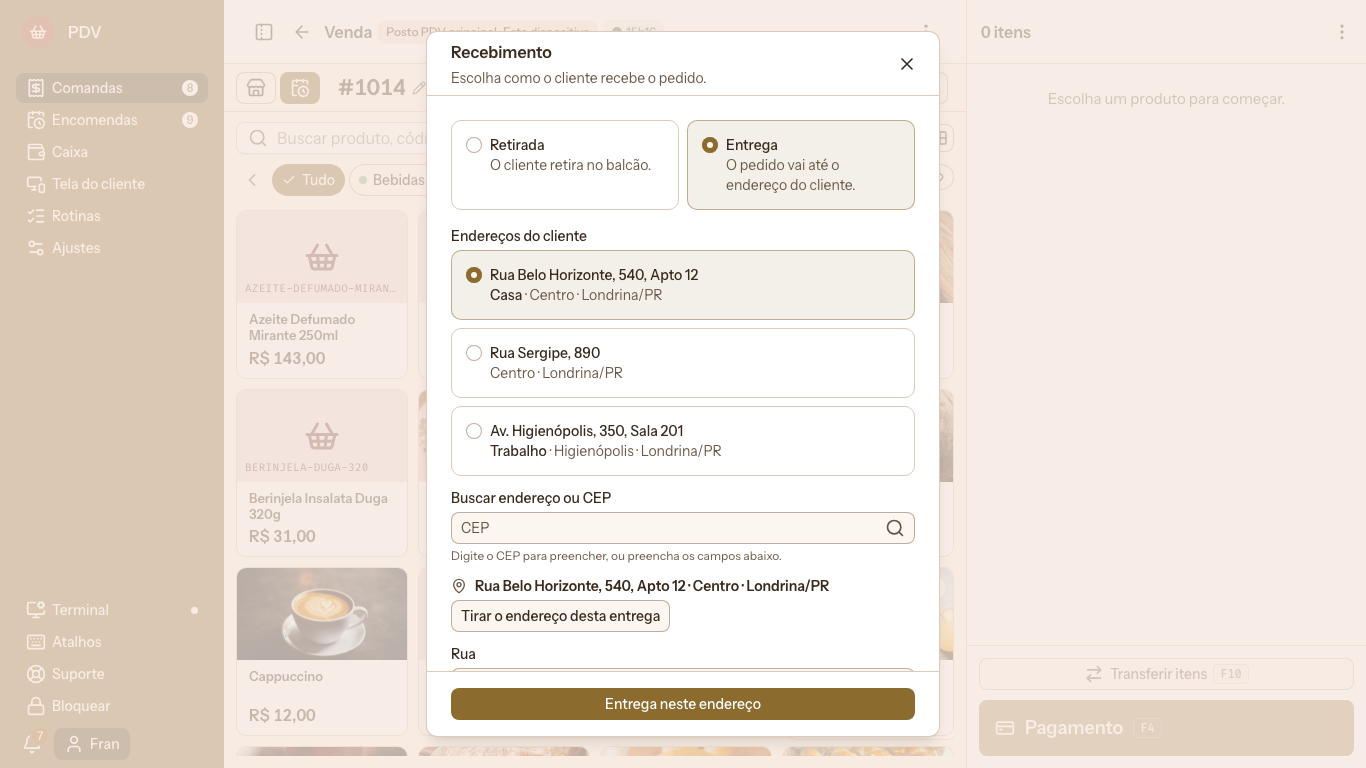 PDV
Comandas 8
Encomendas 9
Caixa
Tela do cliente
Rotinas
Ajustes
Terminal
Atalhos
Suporte
Bloquear
7
Fran
Venda
Posto PDV principal
#1014
Buscar produto, códi
Tudo
Bebidas
AZEITE-DEFUMADO-MIRAN…
Azeite Defumado
Mirante 250ml
R$ 143,00
BERINJELA-DUGA-320
Berinjela Insalata Duga
320g
R$ 31,00
Cappuccino
R$ 12,00
Recebimento
Escolha como o cliente recebe o pedido.
Retirada
O cliente retira no balcão.
Entrega
O pedido vai até o
endereço do cliente.
Endereços do cliente
Rua Belo Horizonte, 540, Apto 12
Casa · Centro · Londrina/PR
Rua Sergipe, 890
Centro · Londrina/PR
Av. Higienópolis, 350, Sala 201
Trabalho · Higienópolis · Londrina/PR
Buscar endereço ou CEP
CEP
Digite o CEP para preencher, ou preencha os campos abaixo.
Rua Belo Horizonte, 540, Apto 12 · Centro · Londrina/PR
Tirar o endereço desta entrega
Rua
Entrega neste endereço
0 itens
Escolha um produto para começar.
Transferir itens F10
Pagamento F4